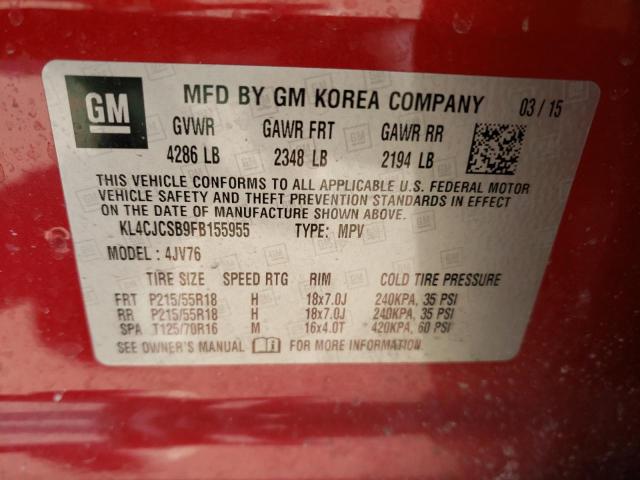 GM MFD BY GM KOREA COMPANY 03/15
GVWR GAWR FRT GAWR RR
4286 LB 2348 LB 2194 LB
THIS VEHICLE CONFORMS TO ALL APPLICABLE U.S. FEDERAL MOTOR
VEHICLE SAFETY AND THEFT PREVENTION STANDARDS IN EFFECT
ON THE DATE OF MANUFACTURE SHOWN ABOVE.
KL4CJCSB9FB155955 TYPE: MPV
MODEL: 4JV76
TIRE SIZE SPEED RTG RIM COLD TIRE PRESSURE
FRT P215/55R18 H 18x7.0J 240KPA, 35 PSI
RR P215/55R18 H 18x7.0J 240KPA, 35 PSI
SPA T125/70R16 M 16x4.0T 420KPA, 60 PSI
SEE OWNER'S MANUAL FOR MORE INFORMATION.